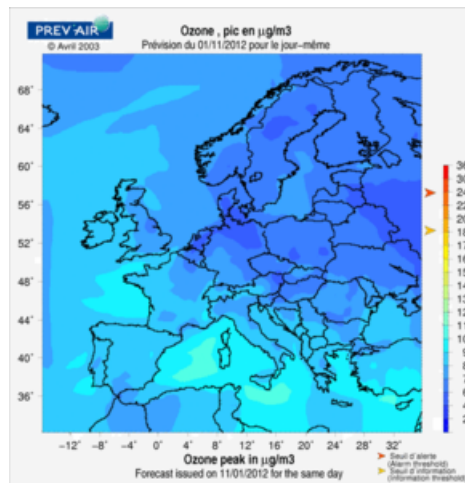 PREV'AIR
© Avril 2003
Ozone , pic en µg/m3
Prévision du 01/11/2012 pour le jour-même
68°
64°
60°
56°
52°
48°
44°
40°
36°
-12° -8° -4° 0° 4° 8° 12° 16° 20° 24° 28° 32°
Ozone peak in µg/m3
Forecast issued on 11/01/2012 for the same day
Seuil d'alerte
(Alarm threshold)
Seuil d'information
(Information threshold)